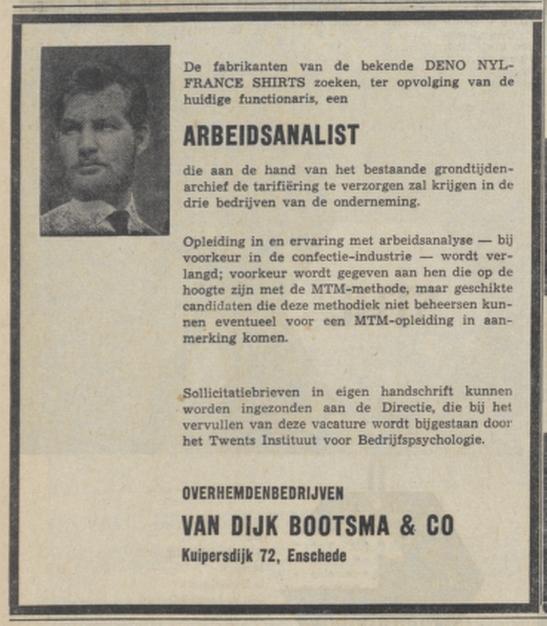 De fabrikanten van de bekende DENO NYL-
FRANCE SHIRTS zoeken, ter opvolging van de
huidige functionaris, een
ARBEIDSANALIST
die aan de hand van het bestaande grondtijden-
archief de tarifiëring te verzorgen zal krijgen in de
drie bedrijven van de onderneming.
Opleiding in en ervaring met arbeidsanalyse — bij
voorkeur in de confectie-industrie — wordt ver-
langd; voorkeur wordt gegeven aan hen die op de
hoogte zijn met de MTM-methode, maar geschikte
candidaten die deze methodiek niet beheersen kun-
nen eventueel voor een MTM-opleiding in aan-
merking komen.
Sollicitatiebrieven in eigen handschrift kunnen
worden ingezonden aan de Directie, die bij het
vervullen van deze vacature wordt bijgestaan door
het Twents Instituut voor Bedrijfspsychologie.
OVERHEMDENBEDRIJVEN
VAN DIJK BOOTSMA & CO
Kuipersdijk 72, Enschede